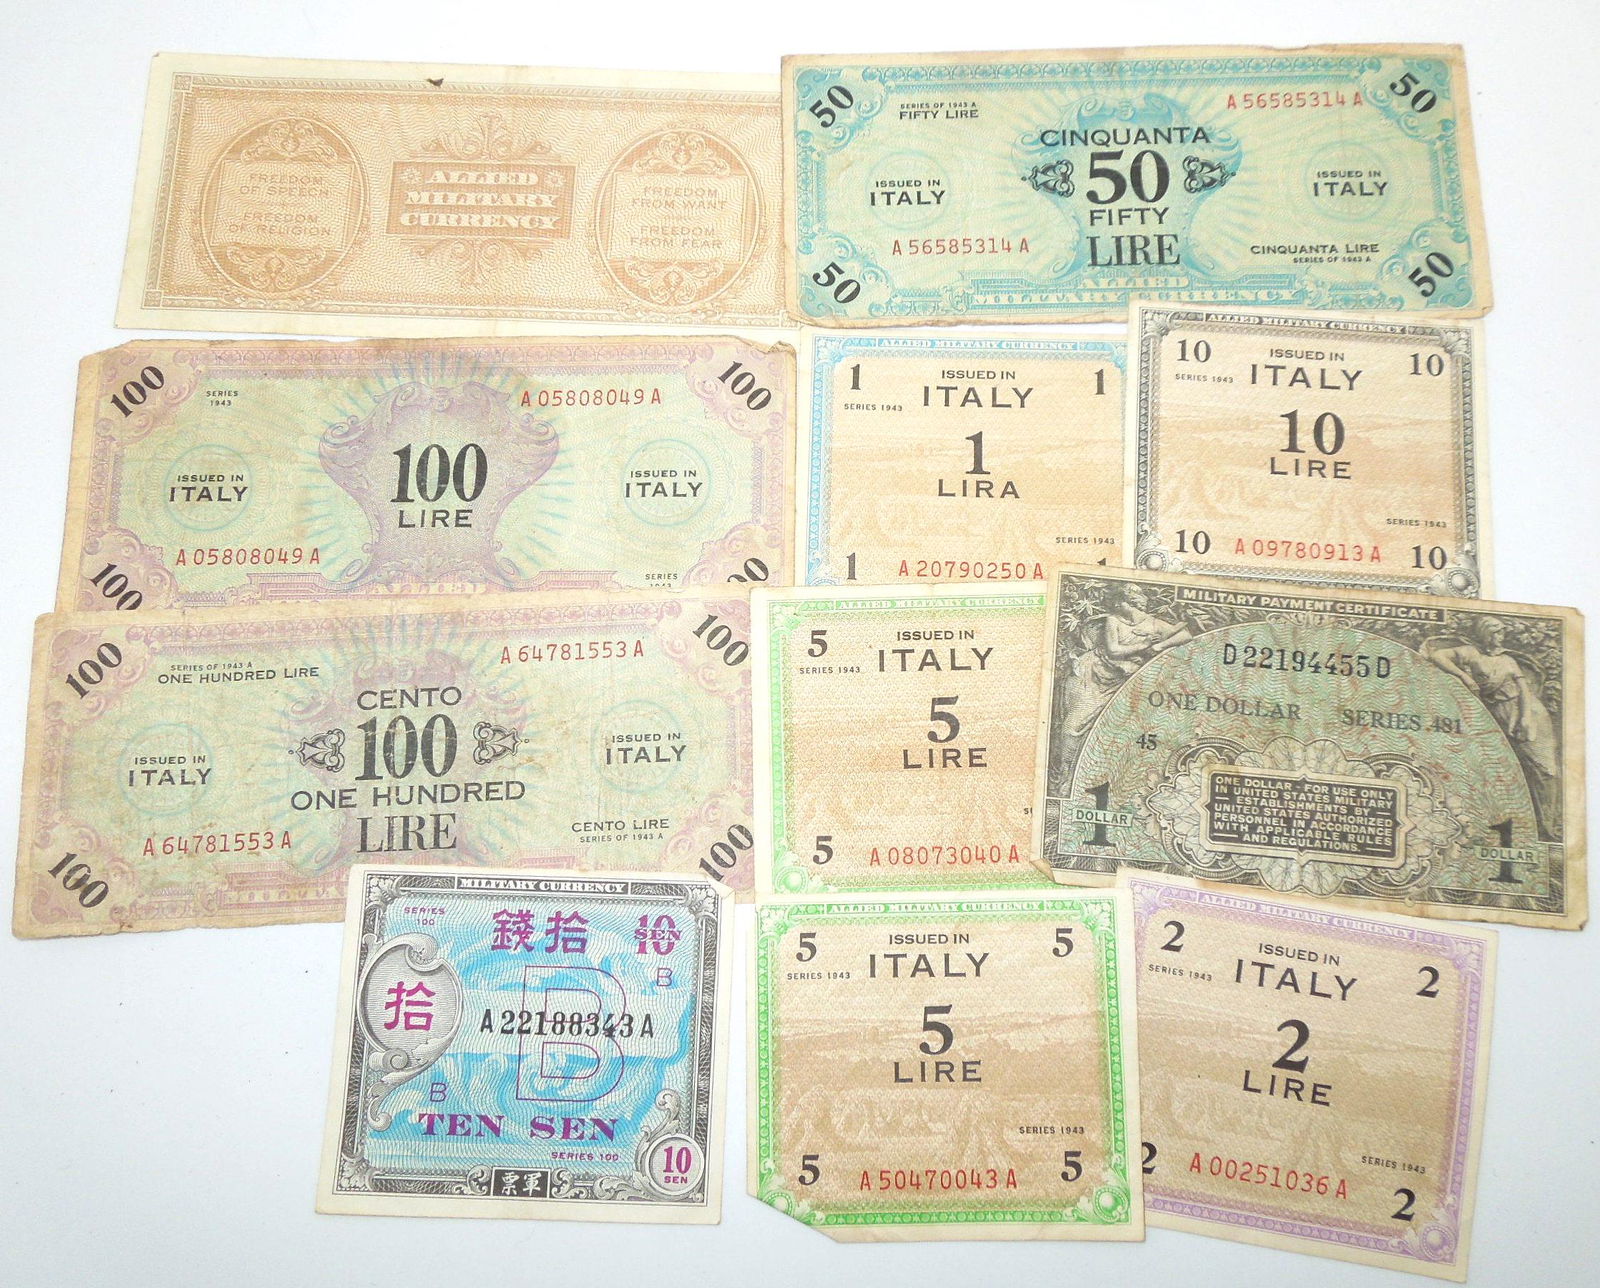 FREEDOM
OF SPEECH
FREEDOM
OF RELIGION
ALLIED
MILITARY
CURRENCY
FREEDOM
FROM WANT
FREEDOM
FROM FEAR
50
SERIES OF 1943 A
FIFTY LIRE
A 56585314 A
50
CINQUANTA
50
FIFTY
LIRE
ISSUED IN
ITALY
ISSUED IN
ITALY
A 56585314 A
CINQUANTA LIRE
SERIES OF 1943 A
50
ALLIED
MILITARY CURRENCY
50
100
SERIES
1943
A 05808049 A
100
ISSUED IN
ITALY
100
LIRE
ISSUED IN
ITALY
A 05808049 A
SERIES
100
ALLIED
00
ALLIED MILITARY CURRENCY
1
ISSUED IN
ITALY
1
SERIES 1943
1
LIRA
SERIES 1943
1
A 20790250 A
1
ALLIED MILITARY CURRENCY
10
ISSUED IN
ITALY
10
SERIES 1943
10
LIRE
SERIES 1943
10
A 09780913 A
10
100
SERIES OF 1943 A
ONE HUNDRED LIRE
A 64781553 A
100
CENTO
100
ONE HUNDRED
LIRE
ISSUED IN
ITALY
ISSUED IN
ITALY
A 64781553 A
CENTO LIRE
SERIES OF 1943 A
100
100
ALLIED MILITARY CURRENCY
5
ISSUED IN
ITALY
SERIES 1943
5
LIRE
5
A 08073040 A
MILITARY PAYMENT CERTIFICATE
D22194455D
ONE DOLLAR SERIES 481
45
1
DOLLAR
ONE DOLLAR - FOR USE ONLY
IN UNITED STATES MILITARY
ESTABLISHMENTS BY
UNITED STATES AUTHORIZED
PERSONNEL IN ACCORDANCE
WITH APPLICABLE RULES
AND REGULATIONS.
1
DOLLAR
MILITARY CURRENCY
SERIES
100
錢拾
10
SEN
B
拾
A22188343A
B
B
TEN SEN
SERIES 100
票軍
10
SEN
ALLIED MILITARY CURRENCY
5
ISSUED IN
ITALY
5
SERIES 1943
5
LIRE
SERIES 1943
5
A 50470043 A
5
ALLIED MILITARY CURRENCY
2
ISSUED IN
ITALY
2
SERIES 1943
2
LIRE
SERIES 1943
2
A 00251036 A
2